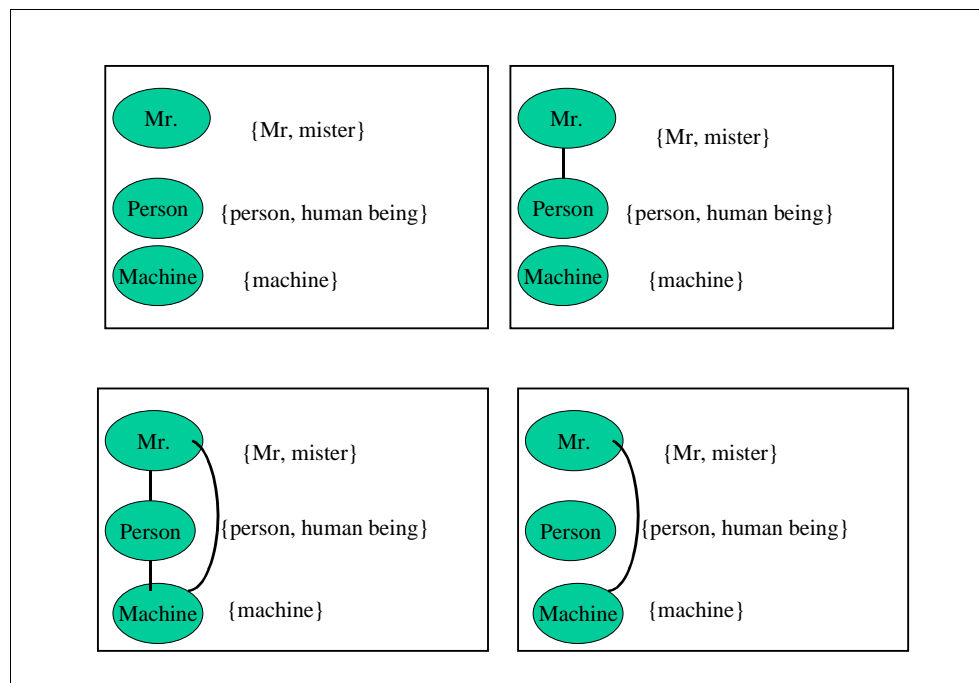 Mr.
{Mr, mister}
Person
{person, human being}
Machine
{machine}
Mr.
{Mr, mister}
Person
{person, human being}
Machine
{machine}
Mr.
{Mr, mister}
Person
{person, human being}
Machine
{machine}
Mr.
{Mr, mister}
Person
{person, human being}
Machine
{machine}